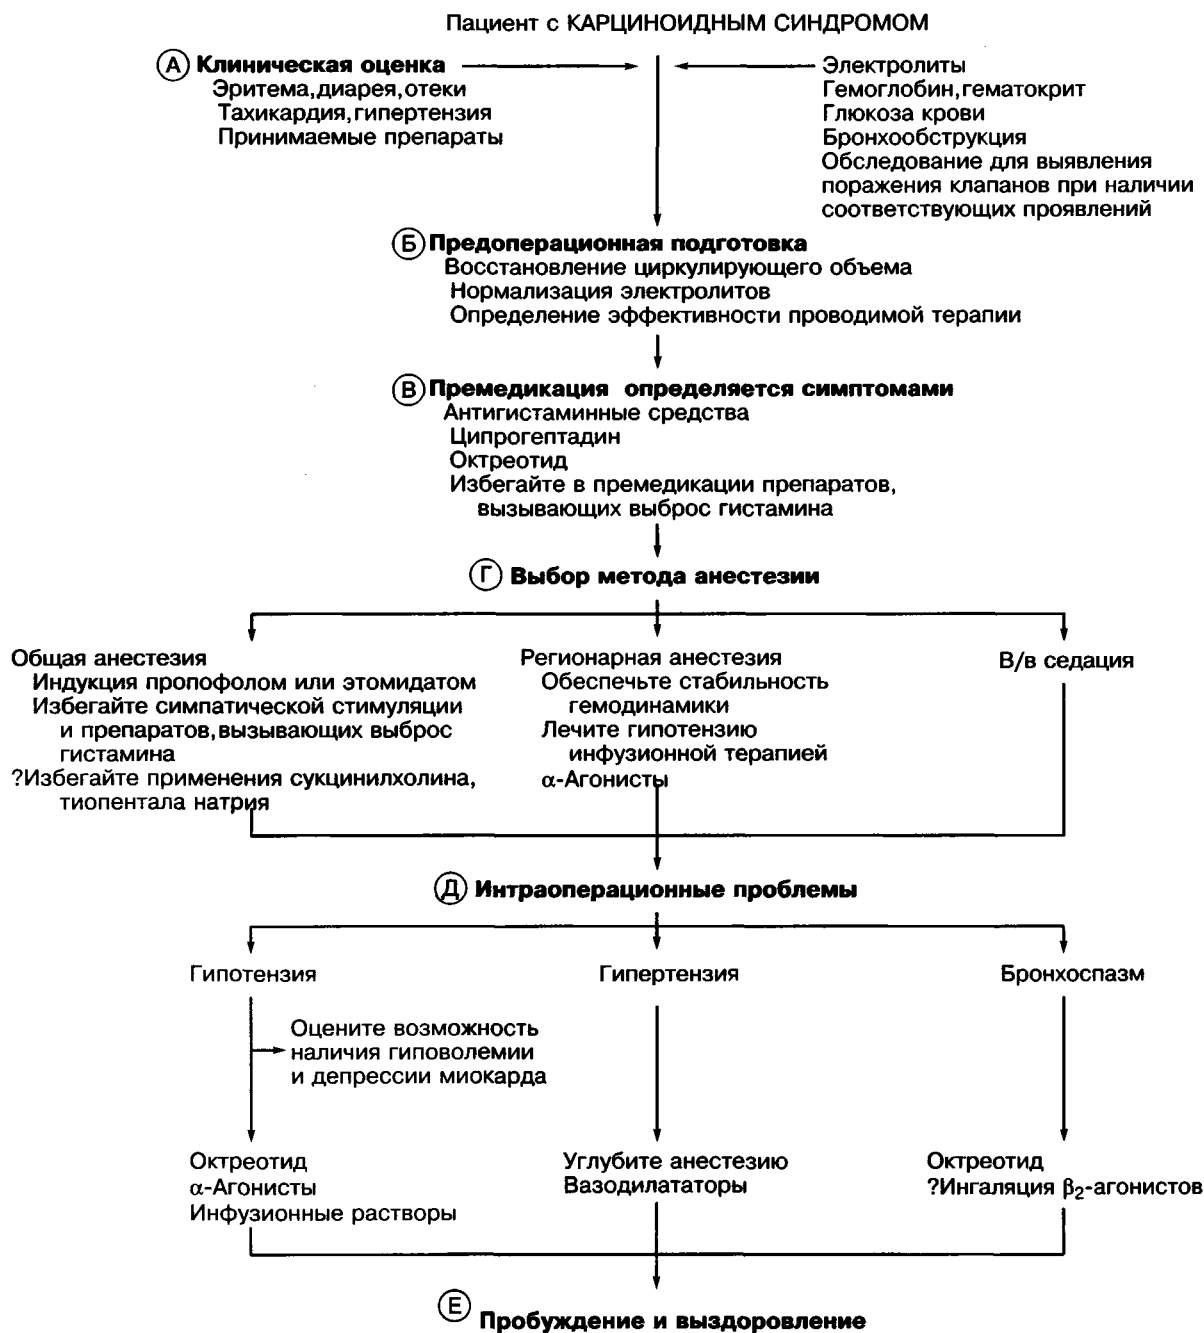 Пациент с КАРЦИНОИДНЫМ СИНДРОМОМ
А Клиническая оценка
Эритема, диарея, отеки
Тахикардия, гипертензия
Принимаемые препараты
Электролиты
Гемоглобин, гематокрит
Глюкоза крови
Бронхообструкция
Обследование для выявления
поражения клапанов при наличии
соответствующих проявлений
Б Предоперационная подготовка
Восстановление циркулирующего объема
Нормализация электролитов
Определение эффективности проводимой терапии
В Премедикация определяется симптомами
Антигистаминные средства
Ципрогептадин
Октреотид
Избегайте в премедикации препаратов,
вызывающих выброс гистамина
Г Выбор метода анестезии
Общая анестезия
Индукция пропофолом или этомидатом
Избегайте симпатической стимуляции
и препаратов, вызывающих выброс
гистамина
?Избегайте применения сукцинилхолина,
тиопентала натрия
Регионарная анестезия
Обеспечьте стабильность
гемодинамики
Лечите гипотензию
инфузионной терапией
α-Агонисты
В/в седация
Д Интраоперационные проблемы
Гипотензия
Оцените возможность
наличия гиповолемии
и депрессии миокарда
Октреотид
α-Агонисты
Инфузионные растворы
Гипертензия
Углубите анестезию
Вазодилататоры
Бронхоспазм
Октреотид
?Ингаляция β₂-агонистов
Е Пробуждение и выздоровление